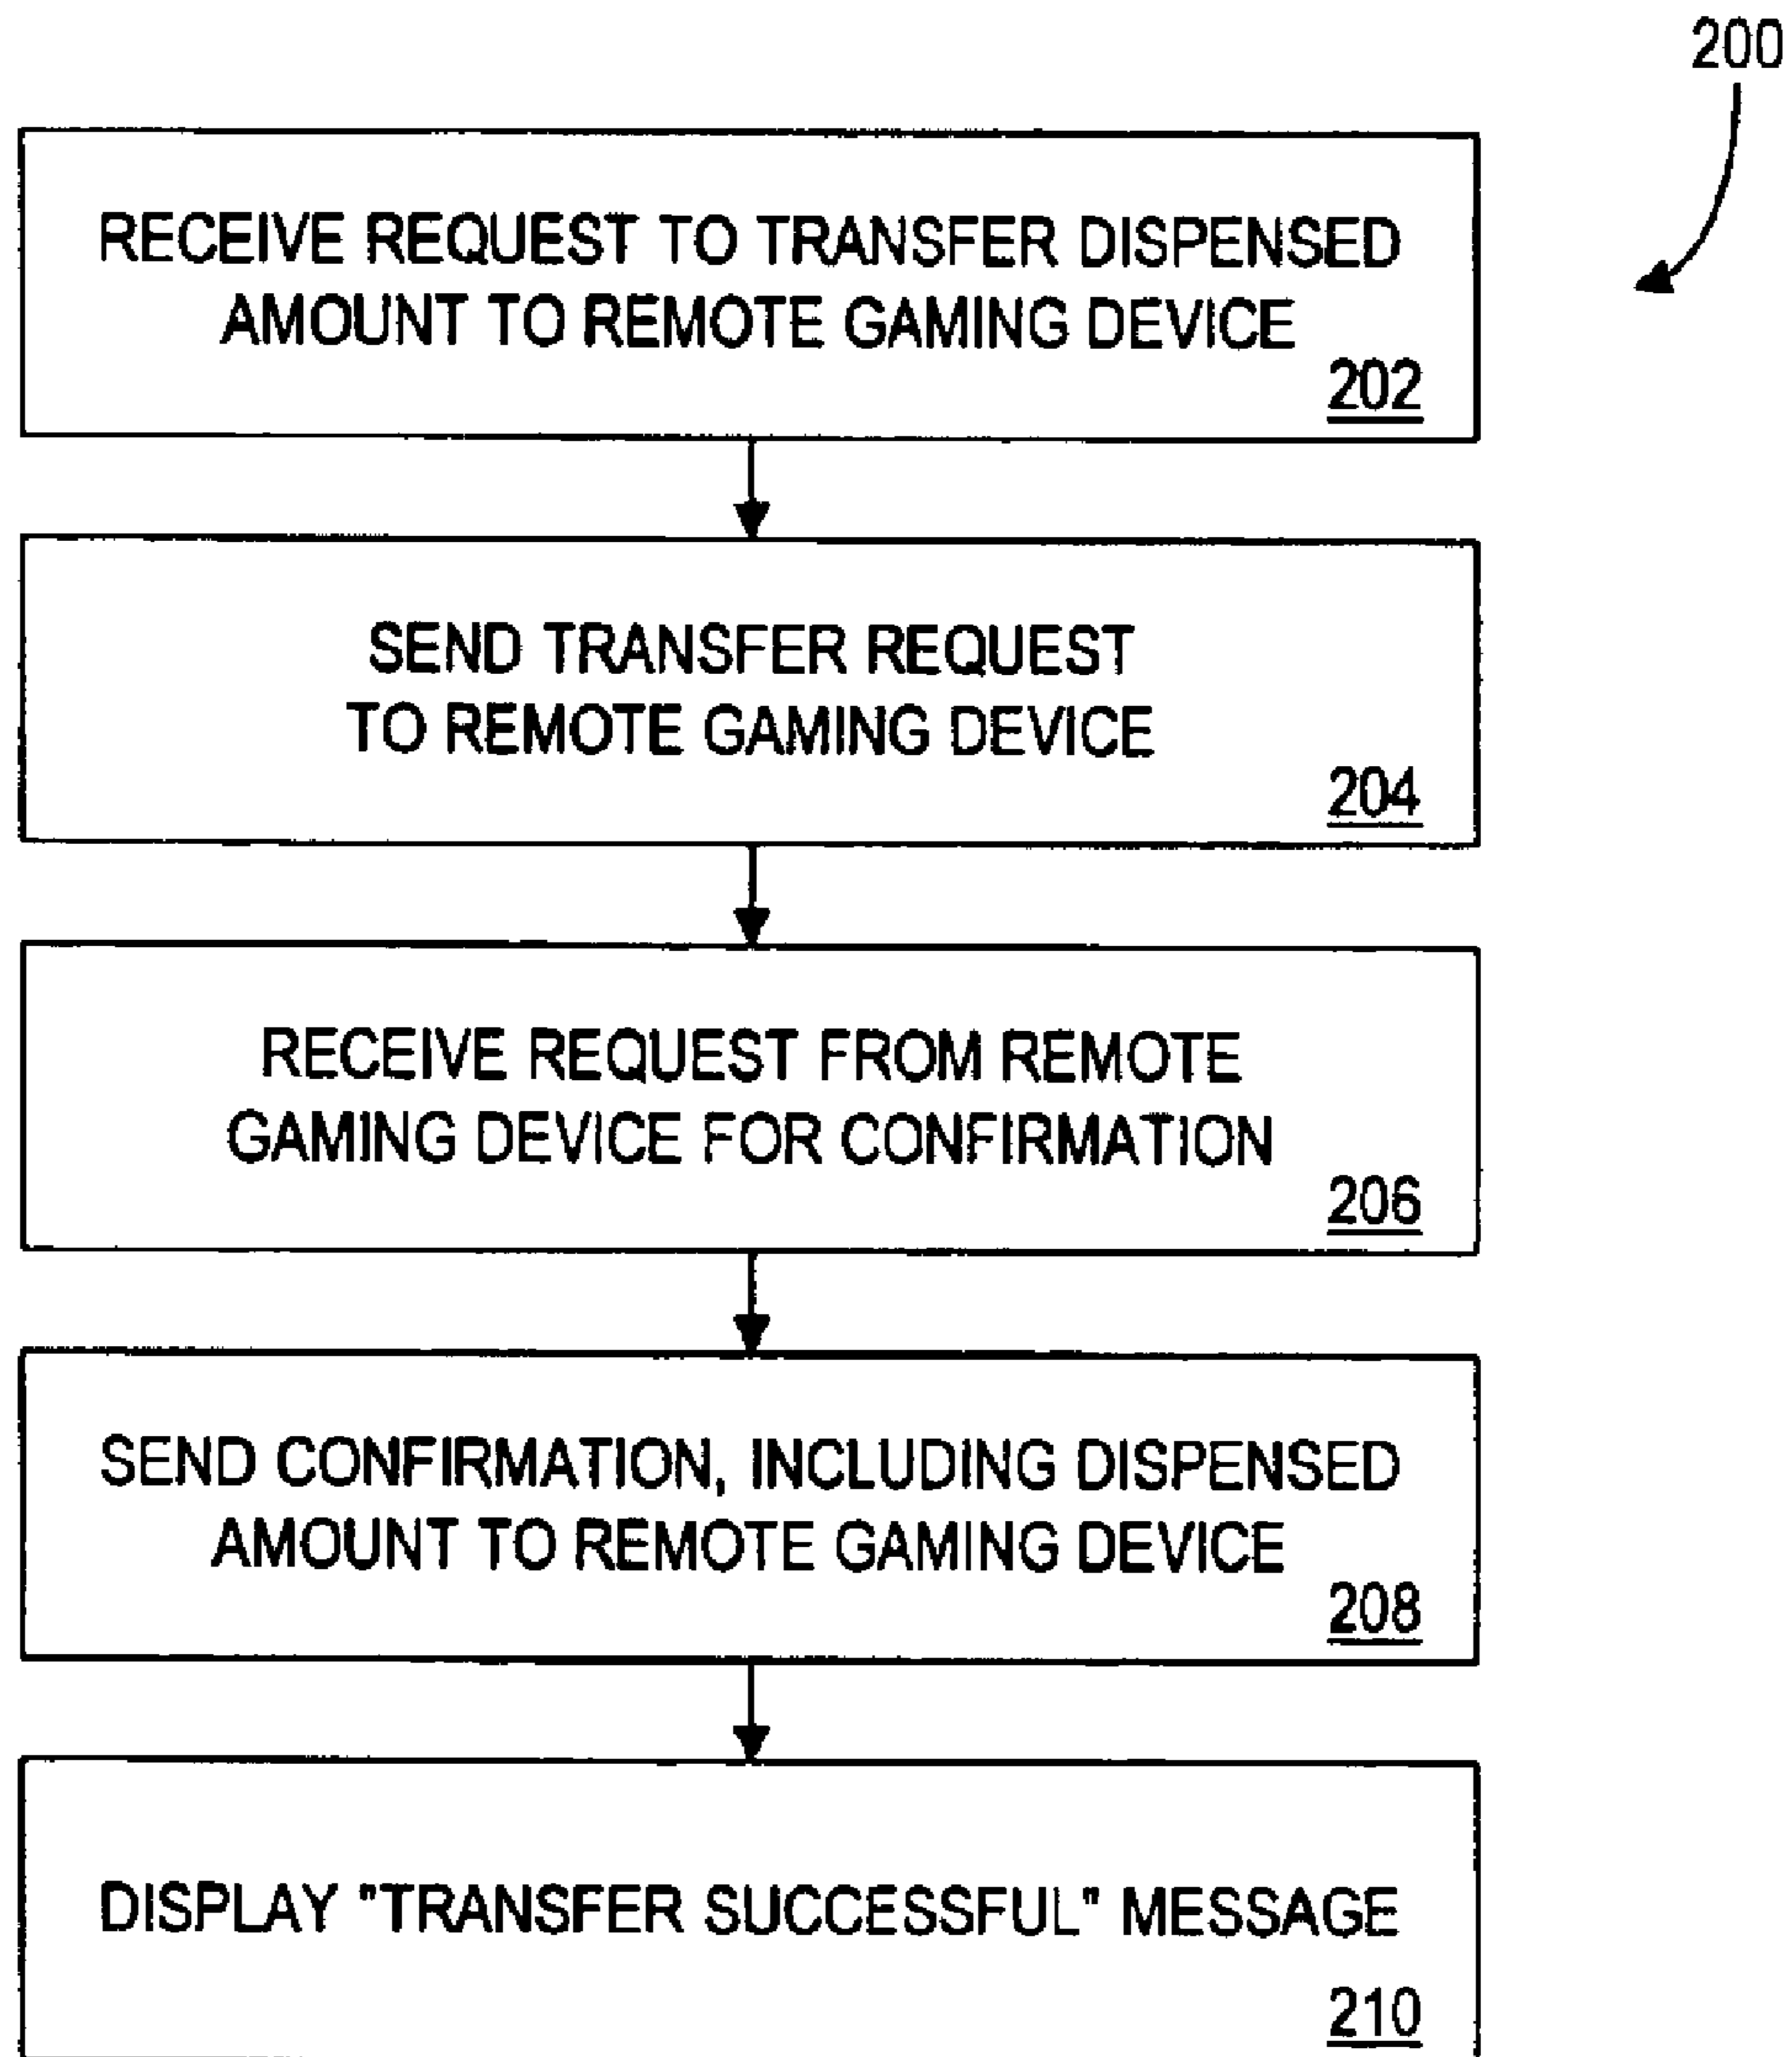 200
RECEIVE REQUEST TO TRANSFER DISPENSED
AMOUNT TO REMOTE GAMING DEVICE
202
SEND TRANSFER REQUEST
TO REMOTE GAMING DEVICE
204
RECEIVE REQUEST FROM REMOTE
GAMING DEVICE FOR CONFIRMATION
206
SEND CONFIRMATION, INCLUDING DISPENSED
AMOUNT TO REMOTE GAMING DEVICE
208
DISPLAY "TRANSFER SUCCESSFUL" MESSAGE
210